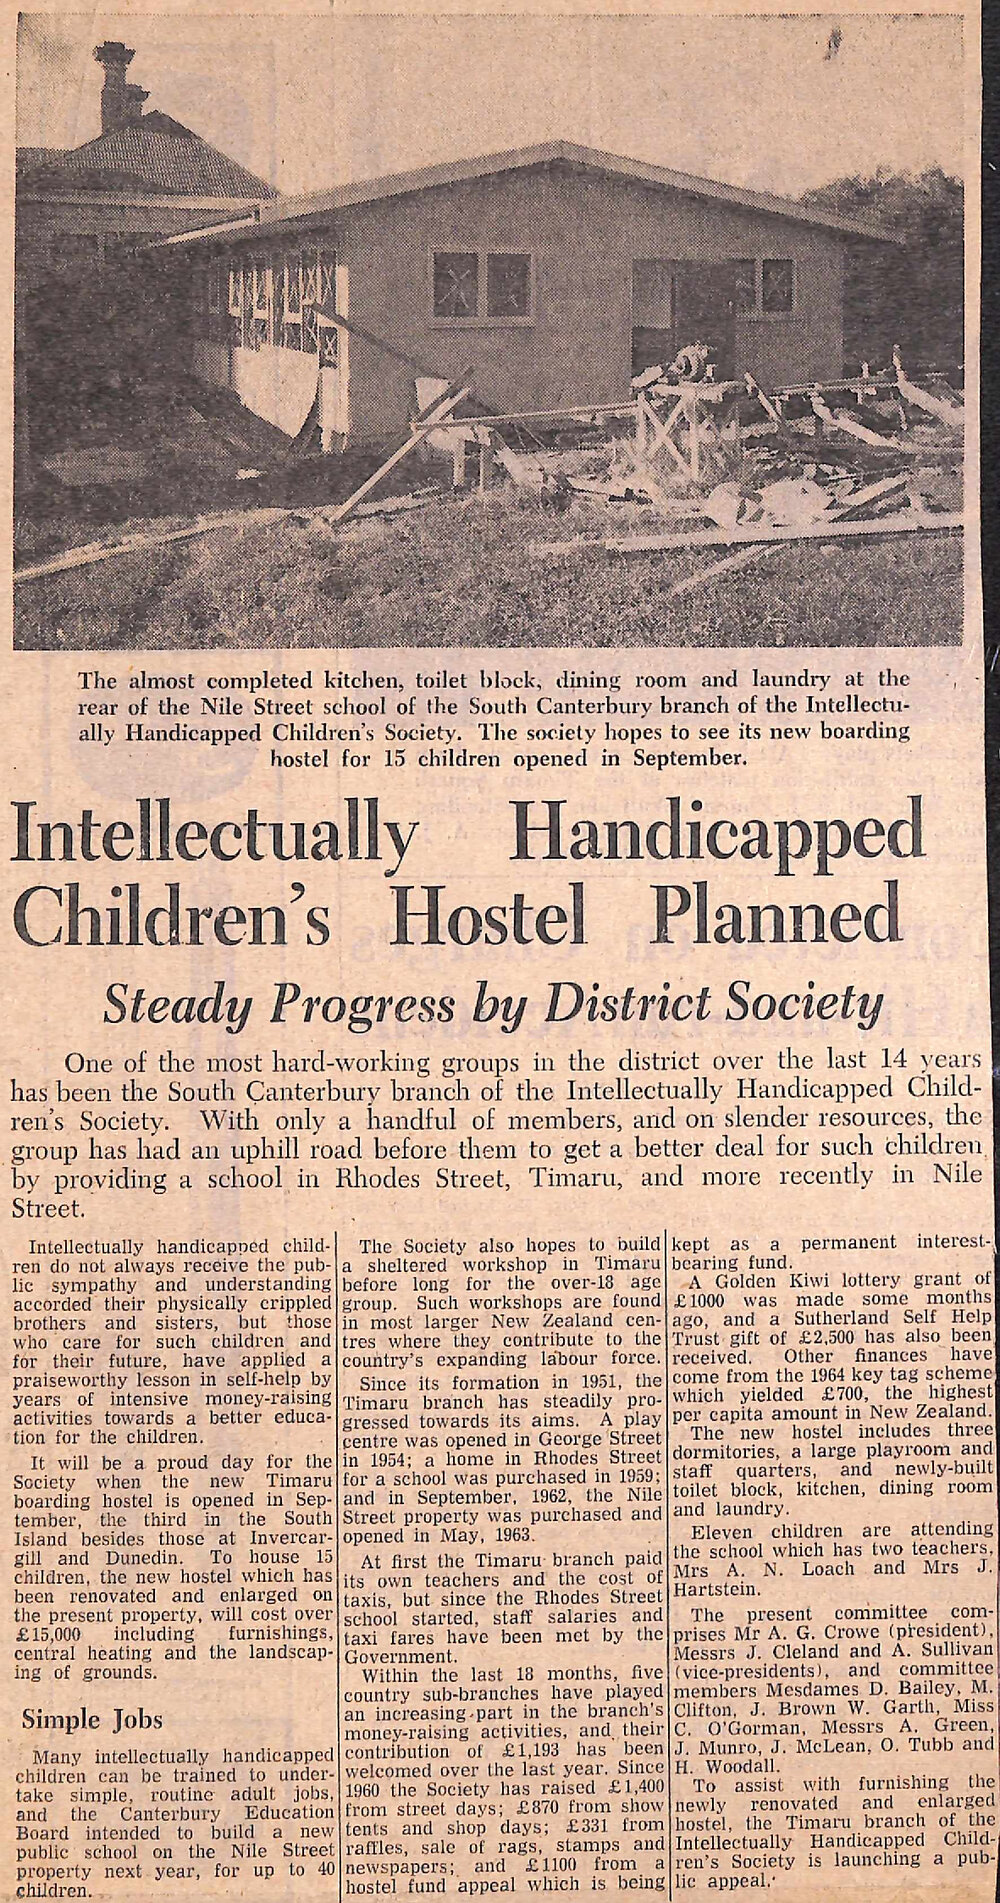 The almost completed kitchen, toilet block, dining room and laundry at the
rear of the Nile Street school of the South Canterbury branch of the Intellectu-
ally Handicapped Children's Society. The society hopes to see its new boarding
hostel for 15 children opened in September.
Intellectually Handicapped
Children's Hostel Planned
Steady Progress by District Society
One of the most hard-working groups in the district over the last 14 years
has been the South Canterbury branch of the Intellectually Handicapped Child-
ren's Society. With only a handful of members, and on slender resources, the
group has had an uphill road before them to get a better deal for such children
by providing a school in Rhodes Street, Timaru, and more recently in Nile
Street.
Intellectually handicapped child-
ren do not always receive the pub-
lic sympathy and understanding
accorded their physically crippled
brothers and sisters, but those
who care for such children and
for their future, have applied a
praiseworthy lesson in self-help by
years of intensive money-raising
activities towards a better educa-
tion for the children.
It will be a proud day for the
Society when the new Timaru
boarding hostel is opened in Sep-
tember, the third in the South
Island besides those at Invercar-
gill and Dunedin. To house 15
children, the new hostel which has
been renovated and enlarged on
the present property, will cost over
£15,000 including furnishings,
central heating and the landscap-
ing of grounds.
Simple Jobs
Many intellectually handicapped
children can be trained to under-
take simple, routine adult jobs,
and the Canterbury Education
Board intended to build a new
public school on the Nile Street
property next year, for up to 40
children.
The Society also hopes to build
a sheltered workshop in Timaru
before long for the over-18 age
group. Such workshops are found
in most larger New Zealand cen-
tres where they contribute to the
country's expanding labour force.
Since its formation in 1951, the
Timaru branch has steadily pro-
gressed towards its aims. A play
centre was opened in George Street
in 1954; a home in Rhodes Street
for a school was purchased in 1959;
and in September, 1962, the Nile
Street property was purchased and
opened in May, 1963.
At first the Timaru branch paid
its own teachers and the cost of
taxis, but since the Rhodes Street
school started, staff salaries and
taxi fares have been met by the
Government.
Within the last 18 months, five
country sub-branches have played
an increasing part in the branch's
money-raising activities, and their
contribution of £1,193 has been
welcomed over the last year. Since
1960 the Society has raised £1,400
from street days; £870 from show
tents and shop days; £331 from
raffles, sale of rags, stamps and
newspapers; and £1100 from a
hostel fund appeal which is being
kept as a permanent interest-
bearing fund.
A Golden Kiwi lottery grant of
£1000 was made some months
ago, and a Sutherland Self Help
Trust gift of £2,500 has also been
received. Other finances have
come from the 1964 key tag scheme
which yielded £700, the highest
per capita amount in New Zealand.
The new hostel includes three
dormitories, a large playroom and
staff quarters, and newly-built
toilet block, kitchen, dining room
and laundry.
Eleven children are attending
the school which has two teachers,
Mrs A. N. Loach and Mrs J.
Hartstein.
The present committee com-
prises Mr A. G. Crowe (president),
Messrs J. Cleland and A. Sullivan
(vice-presidents), and committee
members Mesdames D. Bailey, M.
Clifton, J. Brown W. Garth, Miss
C. O'Gorman, Messrs A. Green,
J. Munro, J. McLean, O. Tubb and
H. Woodall.
To assist with furnishing the
newly renovated and enlarged
hostel, the Timaru branch of the
Intellectually Handicapped Child-
ren's Society is launching a pub-
lic appeal.